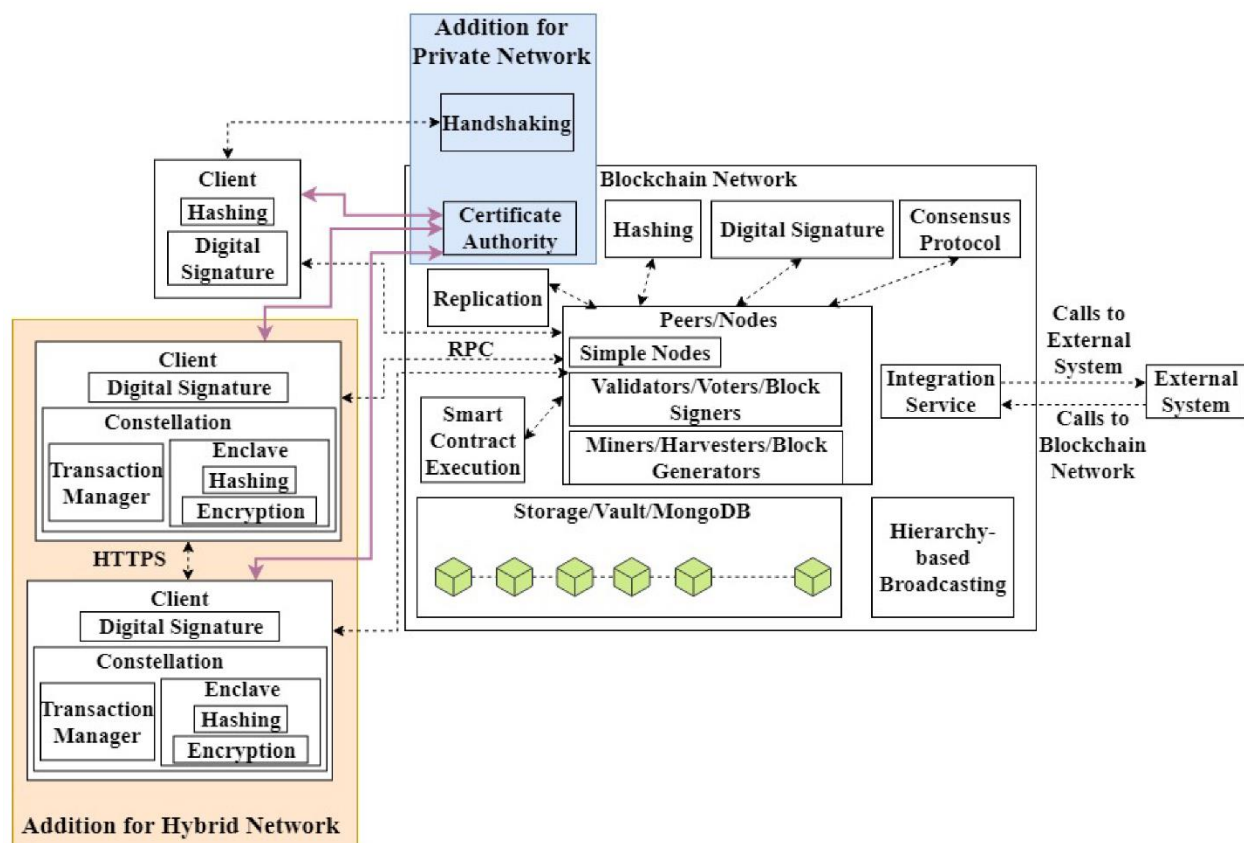 Addition for
Private Network
Handshaking
Client
Hashing
Digital
Signature
Certificate
Authority
Blockchain Network
Hashing
Digital Signature
Consensus
Protocol
Replication
Peers/Nodes
Simple Nodes
Validators/Voters/Block
Signers
Miners/Harvesters/Block
Generators
RPC
Smart
Contract
Execution
Integration
Service
Calls to
External
System
External
System
Calls to
Blockchain
Network
Storage/Vault/MongoDB
Hierarchy-
based
Broadcasting
Client
Digital Signature
Constellation
Transaction
Manager
Enclave
Hashing
Encryption
HTTPS
Client
Digital Signature
Constellation
Transaction
Manager
Enclave
Hashing
Encryption
Addition for Hybrid Network